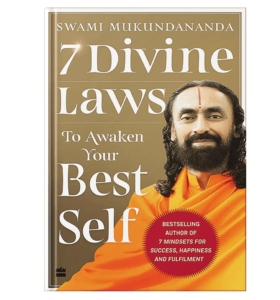 SWAMI MUKUNDANANDA
7 Divine
Laws
To Awaken
Your
Best
Self
BESTSELLING
AUTHOR OF
7 MINDSETS FOR
SUCCESS, HAPPINESS
AND FULFILMENT